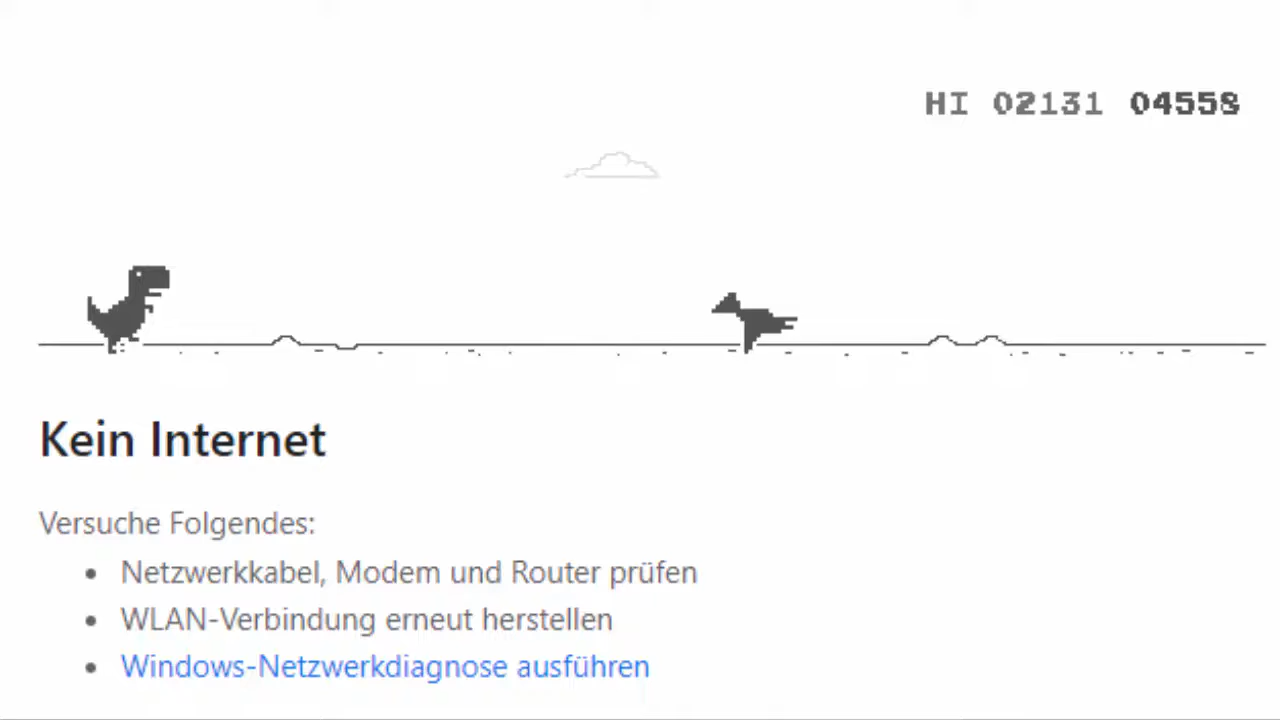 HI 02131 04558
Kein Internet
Versuche Folgendes:
Netzwerkkabel, Modem und Router prüfen
WLAN-Verbindung erneut herstellen
Windows-Netzwerkdiagnose ausführen